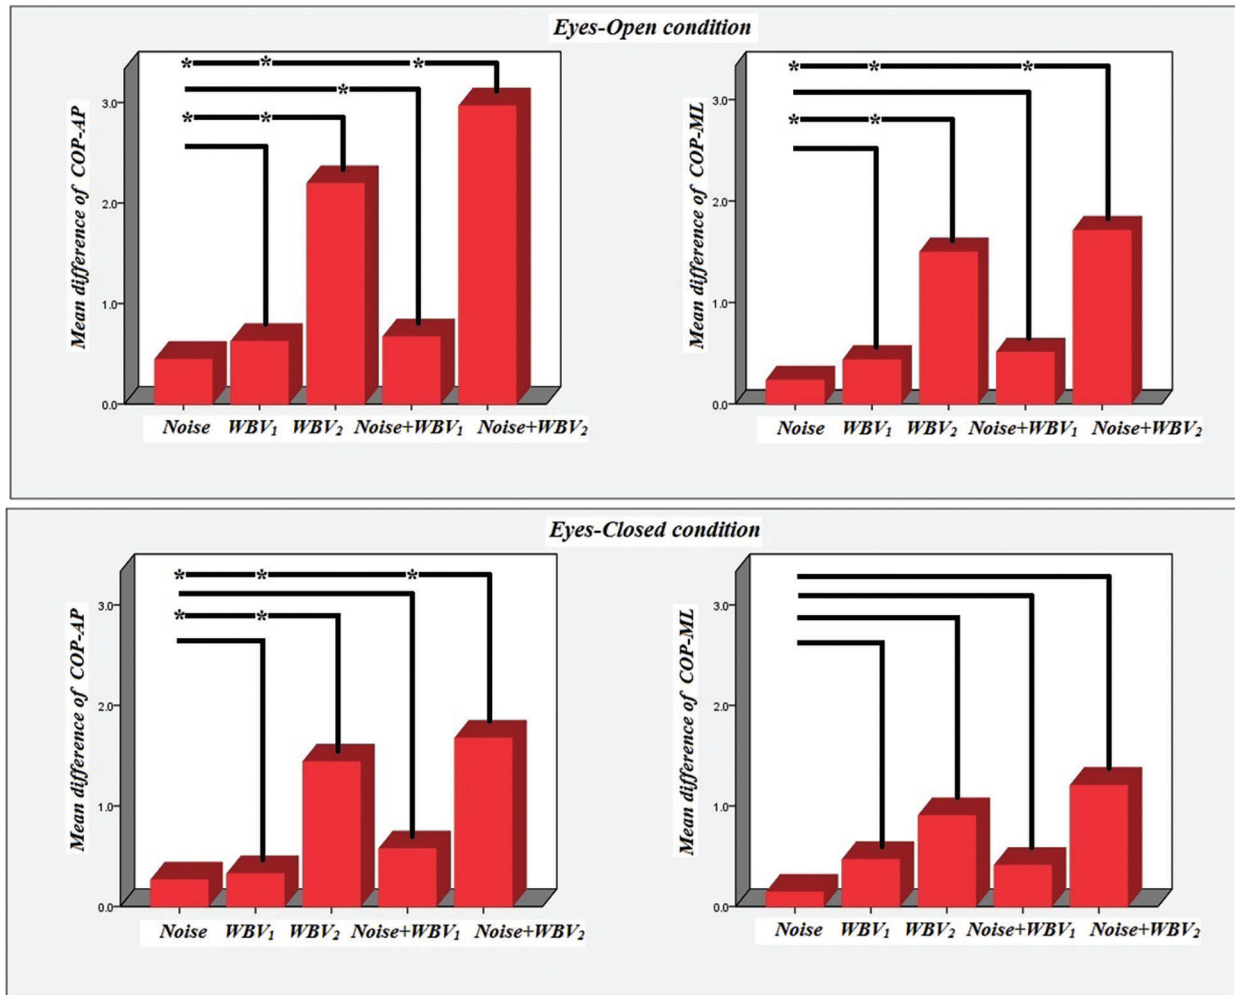 Eyes-Open condition
Mean difference of COP-AP
3.0
2.0
1.0
0.0
* * *
*
* *
Noise WBV₁ WBV₂ Noise+WBV₁ Noise+WBV₂
Mean difference of COP-ML
3.0
2.0
1.0
0.0
* * *
* *
Noise WBV₁ WBV₂ Noise+WBV₁ Noise+WBV₂
Eyes-Closed condition
Mean difference of COP-AP
3.0
2.0
1.0
0.0
* * *
* *
Noise WBV₁ WBV₂ Noise+WBV₁ Noise+WBV₂
Mean difference of COP-ML
3.0
2.0
1.0
0.0
Noise WBV₁ WBV₂ Noise+WBV₁ Noise+WBV₂